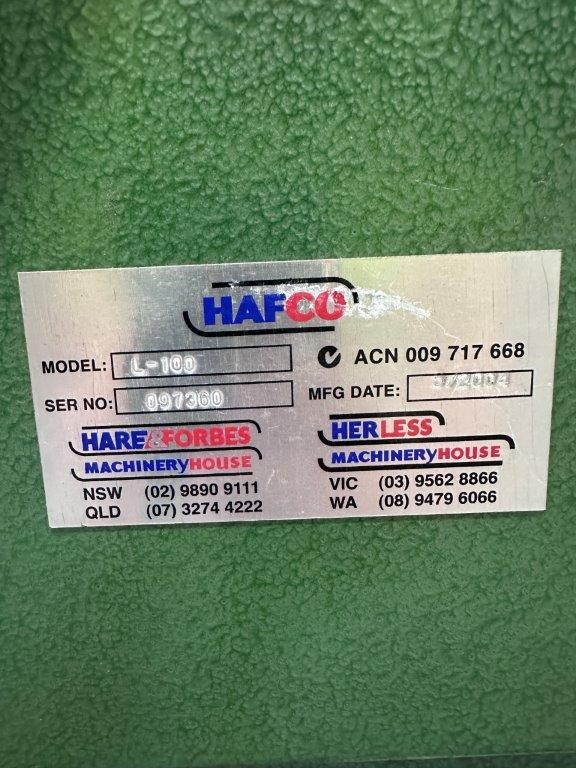 HAFCO
MODEL: L-100
ACN 009 717 668
SER NO: 097360
MFG DATE: /2004
HARE & FORBES
MACHINERYHOUSE
NSW (02) 9890 9111
QLD (07) 3274 4222
HERLESS
MACHINERYHOUSE
VIC (03) 9562 8866
WA (08) 9479 6066